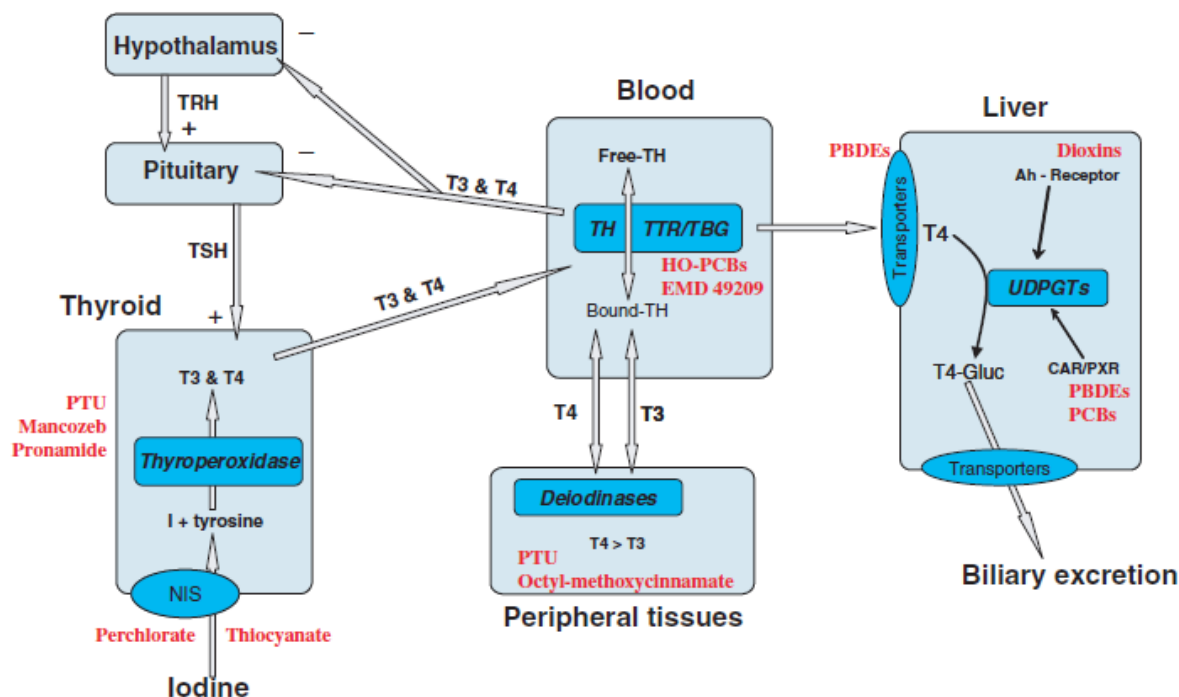 Hypothalamus
−
TRH
+
Pituitary
−
TSH
+
T3 & T4
T3 & T4
Thyroid
T3 & T4
PTU
Mancozeb
Pronamide
Thyroperoxidase
I + tyrosine
NIS
Perchlorate
Thiocyanate
Iodine
Blood
Free-TH
TH TTR/TBG
HO-PCBs
EMD 49209
Bound-TH
T4
T3
Deiodinases
T4 > T3
PTU
Octyl-methoxycinnamate
Peripheral tissues
Liver
PBDEs
Transporters
Dioxins
Ah - Receptor
T4
UDPGTs
T4-Gluc
CAR/PXR
PBDEs
PCBs
Transporters
Biliary excretion